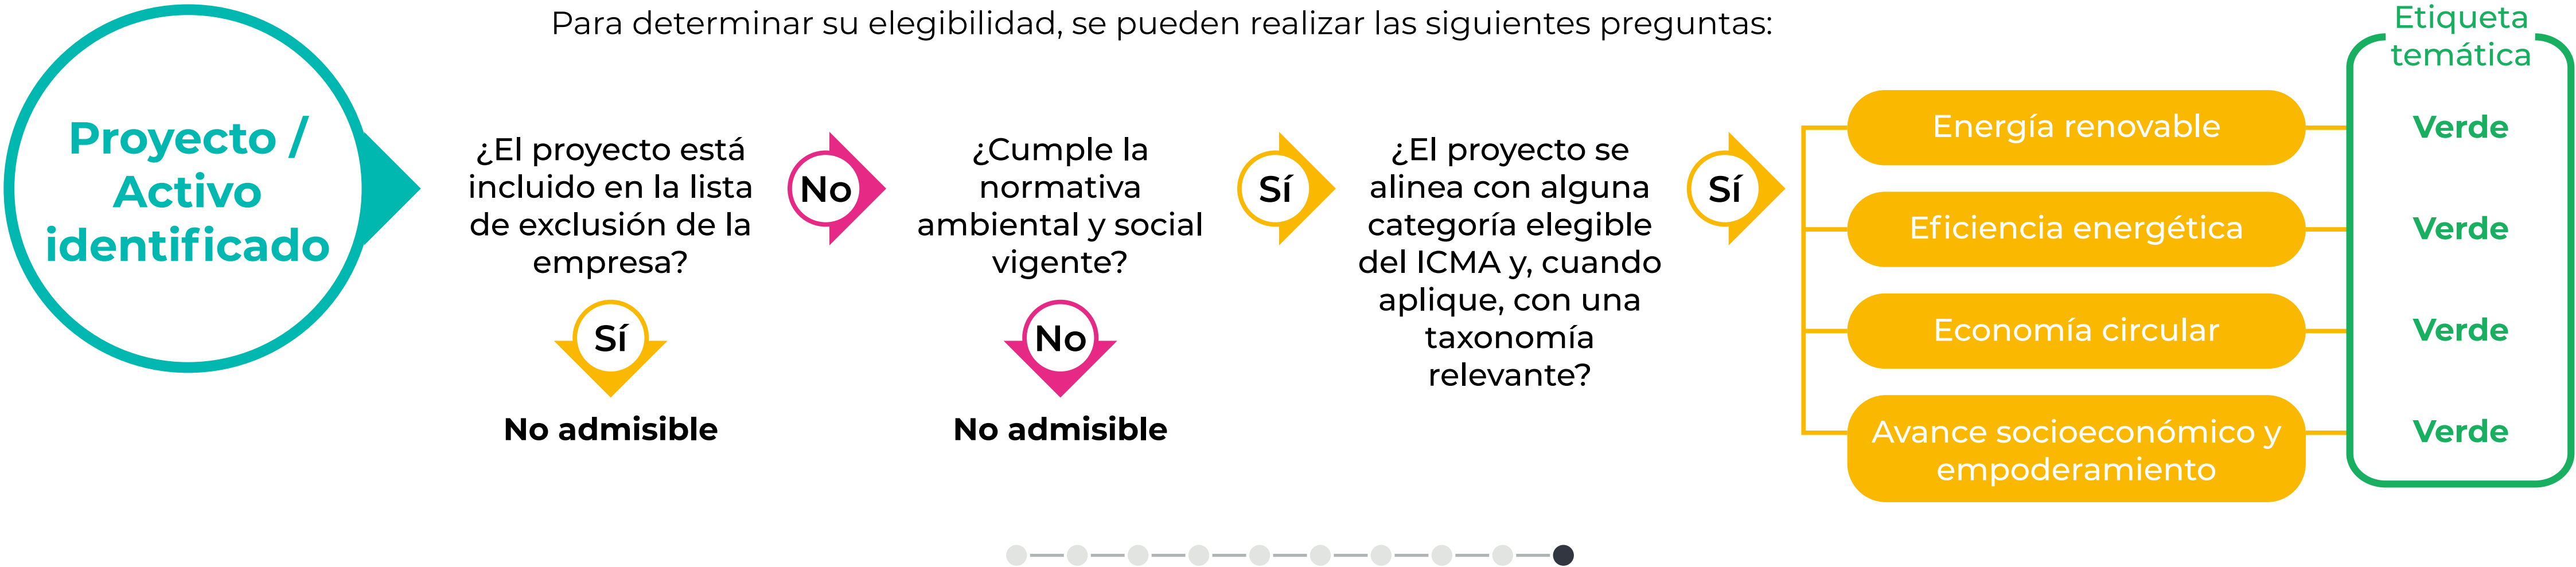 Para determinar su elegibilidad, se pueden realizar las siguientes preguntas:
Proyecto /
Activo
identificado
¿El proyecto está
incluido en la lista
de exclusión de la
empresa?
Sí
No admisible
No
¿Cumple la
normativa
ambiental y social
vigente?
No
No admisible
Sí
¿El proyecto se
alinea con alguna
categoría elegible
del ICMA y, cuando
aplique, con una
taxonomía
relevante?
Sí
Etiqueta
temática
Energía renovable
Verde
Eficiencia energética
Verde
Economía circular
Verde
Avance socioeconómico y
empoderamiento
Verde